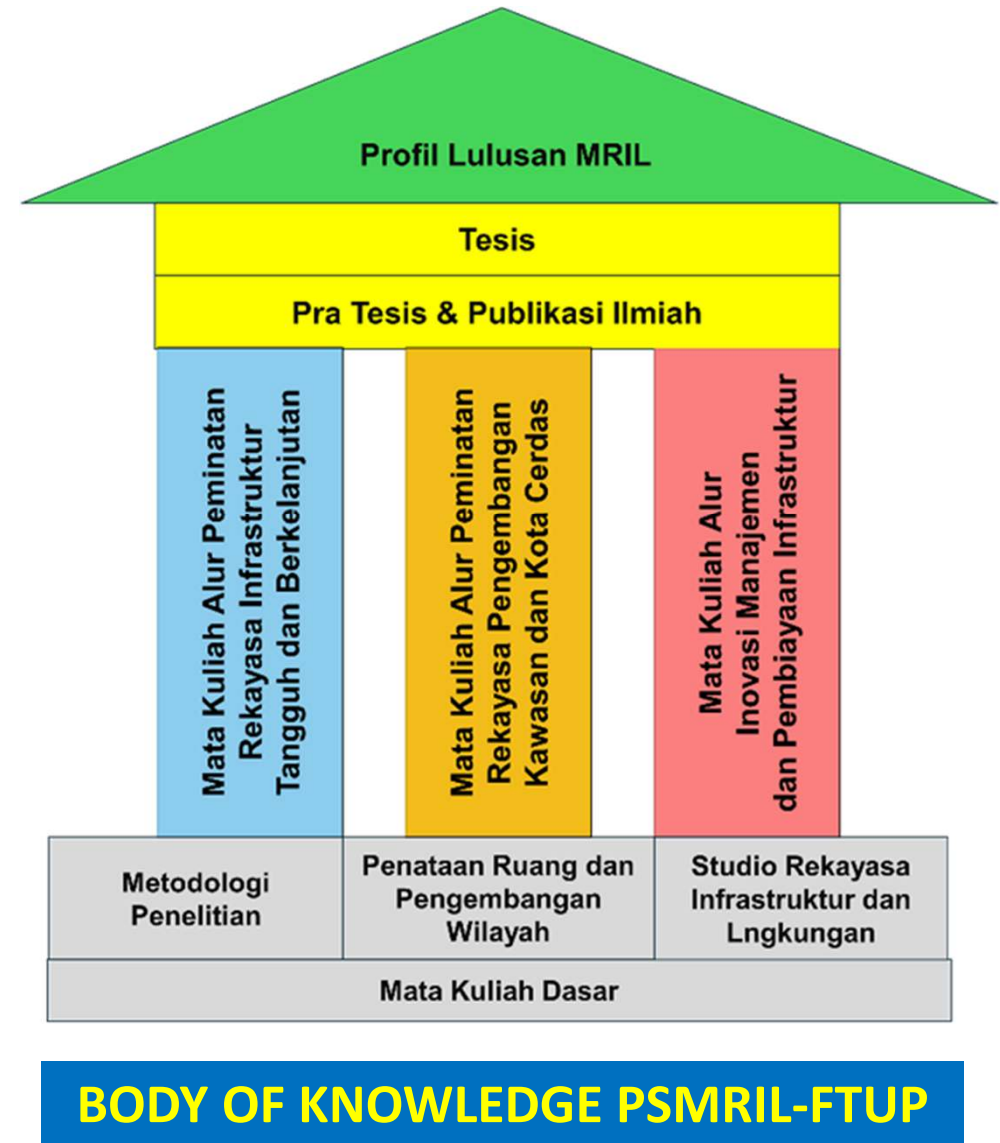 Profil Lulusan MRIL
Tesis
Pra Tesis & Publikasi Ilmiah
Mata Kuliah Alur Peminatan
Rekayasa Infrastruktur
Tangguh dan Berkelanjutan
Mata Kuliah Alur Peminatan
Rekayasa Pengembangan
Kawasan dan Kota Cerdas
Mata Kuliah Alur
Inovasi Manajemen
dan Pembiayaan Infrastruktur
Metodologi
Penelitian
Penataan Ruang dan
Pengembangan
Wilayah
Studio Rekayasa
Infrastruktur dan
Lngkungan
Mata Kuliah Dasar
BODY OF KNOWLEDGE PSMRIL-FTUP